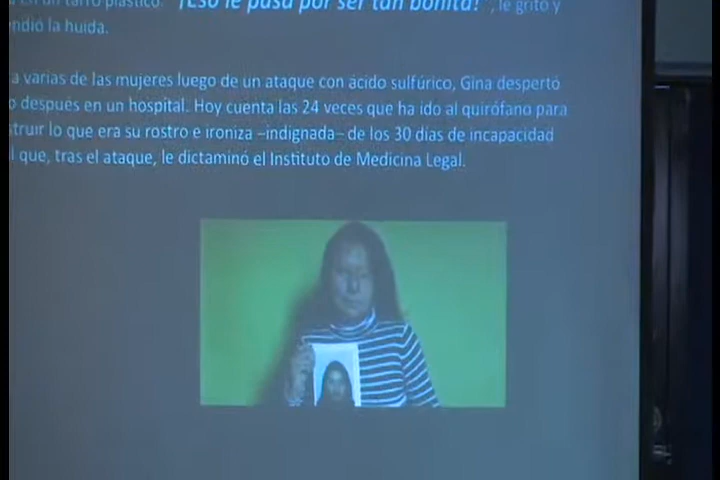 en un tarro plástico. "¡Eso le pasa por ser tan bonita!", le gritó y
ndió la huida.
a varias de las mujeres luego de un ataque con ácido sulfúrico, Gina despertó
o después en un hospital. Hoy cuenta las 24 veces que ha ido al quirófano para
truir lo que era su rostro e ironiza –indignada– de los 30 días de incapacidad
l que, tras el ataque, le dictaminó el Instituto de Medicina Legal.